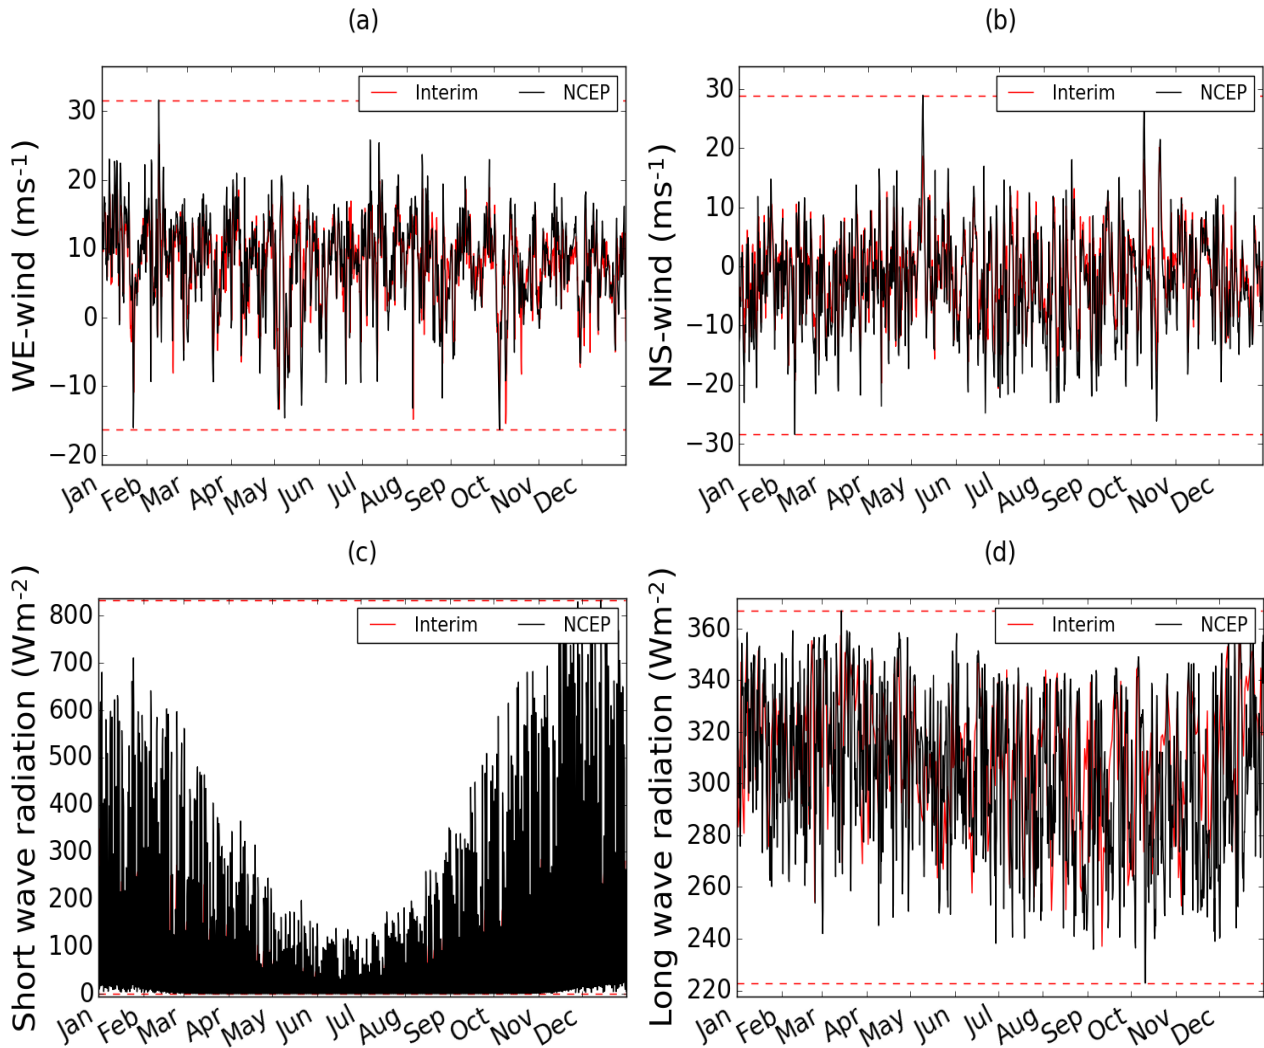 (a)
WE-wind (ms⁻¹)
30
20
10
0
−10
−20
Interim NCEP
Jan Feb Mar Apr May Jun Jul Aug Sep Oct Nov Dec
(b)
NS-wind (ms⁻¹)
30
20
10
0
−10
−20
−30
Interim NCEP
Jan Feb Mar Apr May Jun Jul Aug Sep Oct Nov Dec
(c)
Short wave radiation (Wm⁻²)
800
700
600
500
400
300
200
100
0
Interim NCEP
Jan Feb Mar Apr May Jun Jul Aug Sep Oct Nov Dec
(d)
Long wave radiation (Wm⁻²)
360
340
320
300
280
260
240
220
Interim NCEP
Jan Feb Mar Apr May Jun Jul Aug Sep Oct Nov Dec